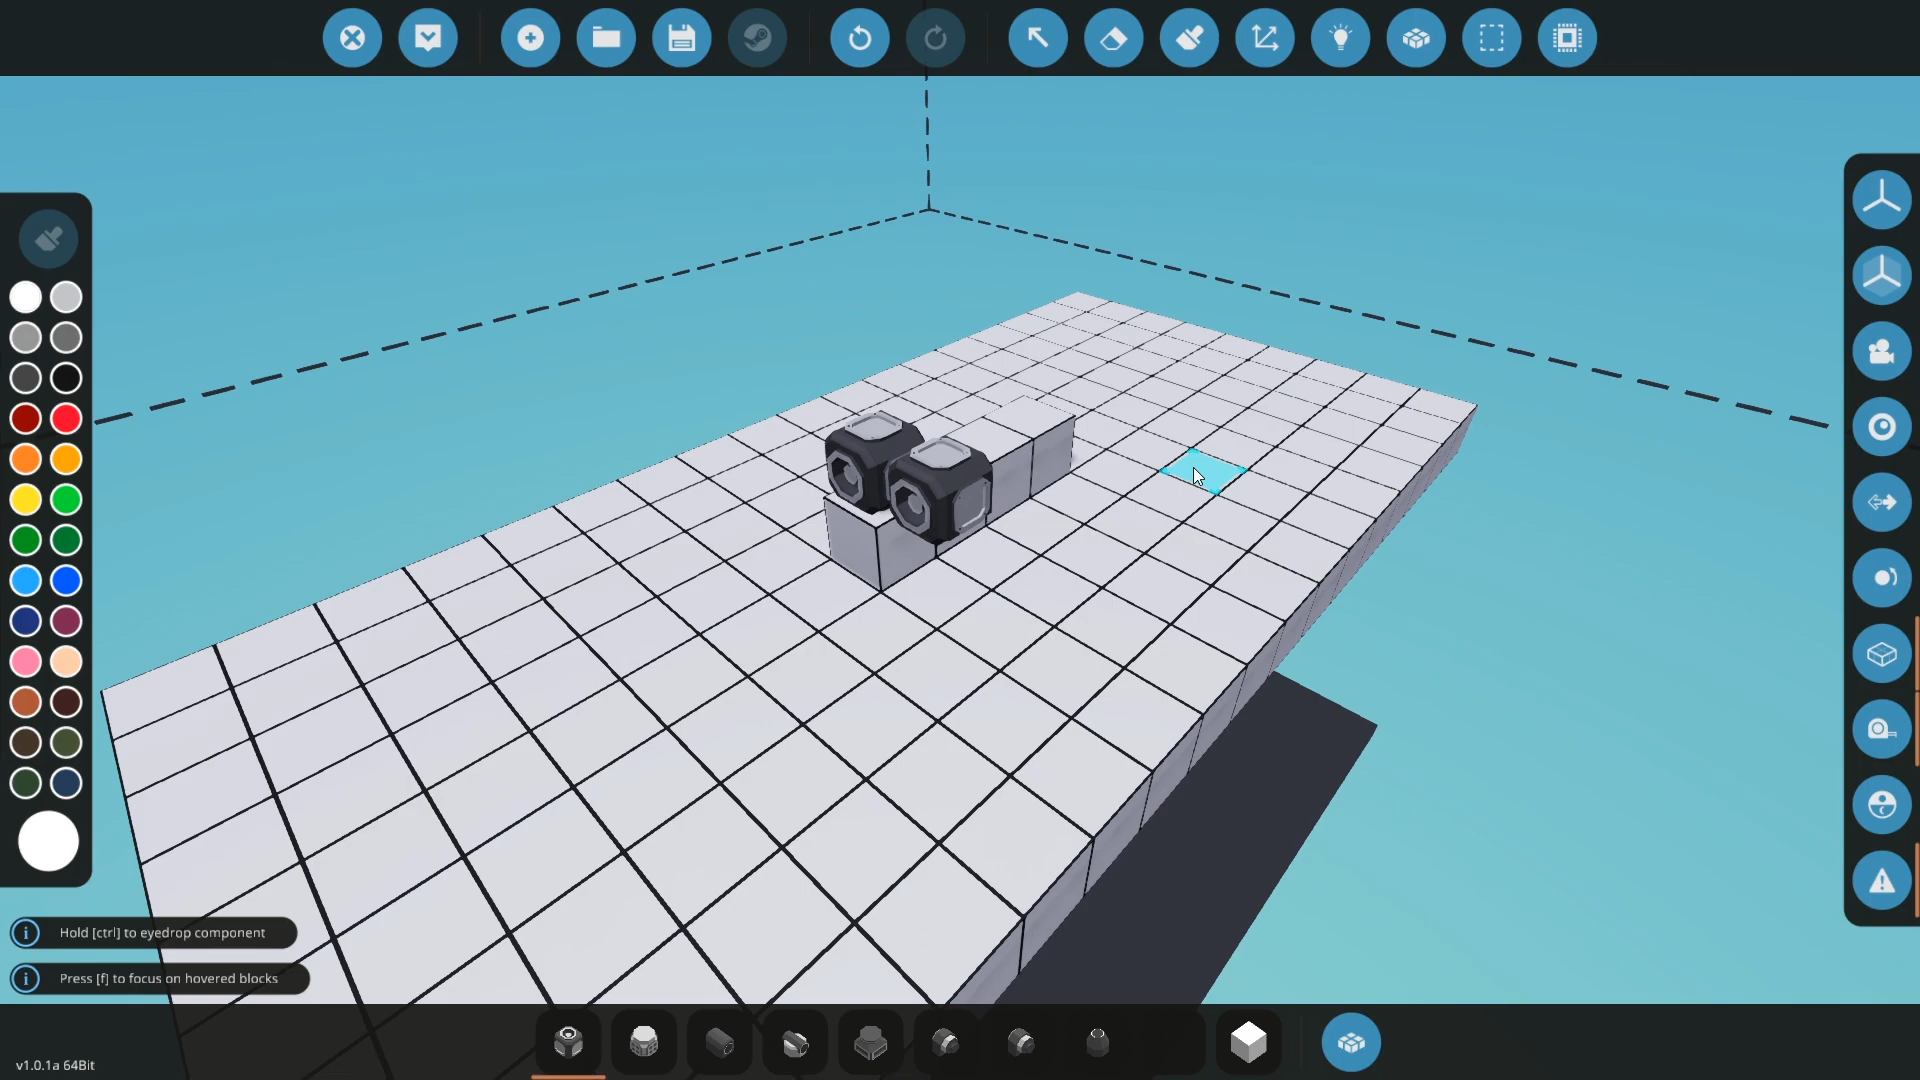 Hold [ctrl] to eyedrop component
Press [f] to focus on hovered blocks
v1.0.1a 64Bit